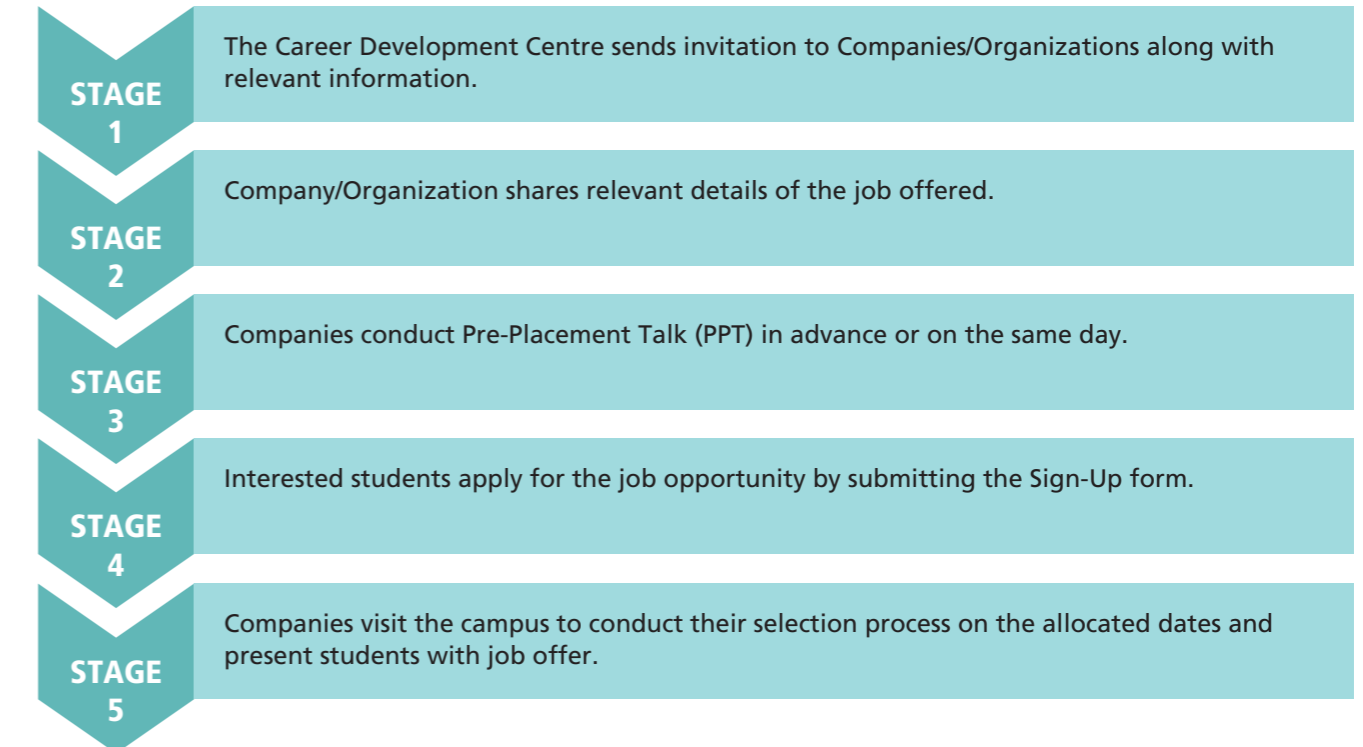 STAGE
1
The Career Development Centre sends invitation to Companies/Organizations along with
relevant information.
STAGE
2
Company/Organization shares relevant details of the job offered.
STAGE
3
Companies conduct Pre-Placement Talk (PPT) in advance or on the same day.
STAGE
4
Interested students apply for the job opportunity by submitting the Sign-Up form.
STAGE
5
Companies visit the campus to conduct their selection process on the allocated dates and
present students with job offer.